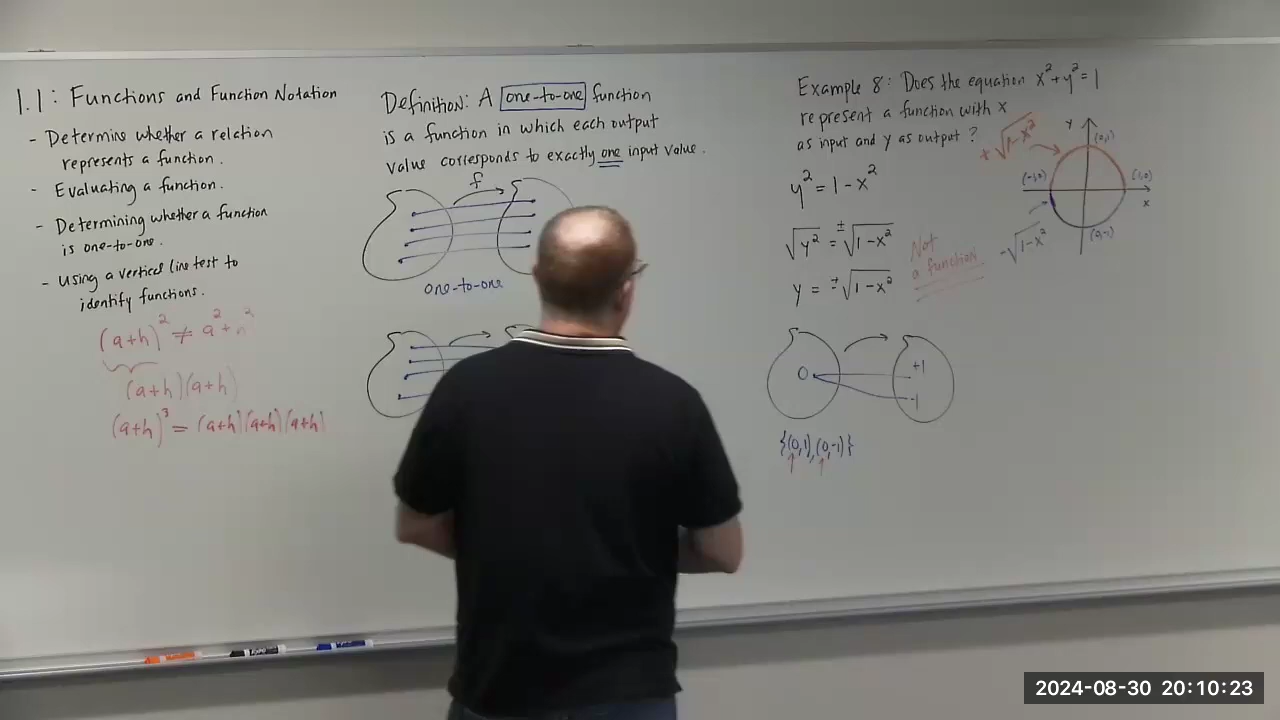 1.1: Functions and Function Notation
- Determine whether a relation
represents a function.
- Evaluating a function.
- Determining whether a function
is one-to-one.
- Using a vertical line test to
identify functions.
(a+h)² ≠ a² + h²
(a+h)(a+h)
(a+h)³ = (a+h)(a+h)(a+h)
Definition: A one-to-one function
is a function in which each output
value corresponds to exactly one input value.
f
one-to-one
Example 8: Does the equation x²+y²=1
represent a function with x
as input and y as output?
y² = 1-x²
√y² = ±√1-x²
y = ±√1-x²
Not
a function
+√1-x²
y
(0,1)
(-1,0)
(1,0)
x
(0,-1)
-√1-x²
0
+1
-1
{(0,1),(0,-1)}
2024-08-30 20:10:23